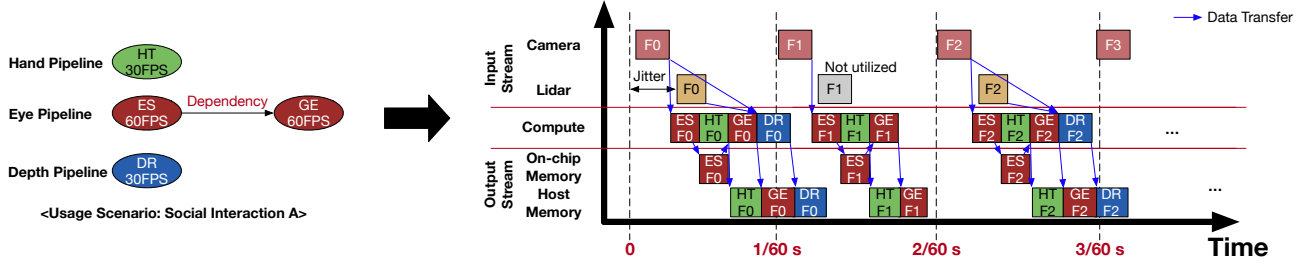 Hand Pipeline
HT
30FPS
Eye Pipeline
ES
60FPS
Dependency
GE
60FPS
Depth Pipeline
DR
30FPS
<Usage Scenario: Social Interaction A>
Input
Stream
Output
Stream
Data Transfer
Camera
F0
F1
F2
F3
Lidar
Jitter
F0
Not utilized
F1
F2
Compute
ES
F0
HT
F0
GE
F0
DR
F0
ES
F1
HT
F1
GE
F1
ES
F2
HT
F2
GE
F2
DR
F2
...
On-chip
Memory
ES
F0
ES
F1
ES
F2
Host
Memory
HT
F0
GE
F0
DR
F0
HT
F1
GE
F1
HT
F2
GE
F2
DR
F2
...
0
1/60 s
2/60 s
3/60 s
Time